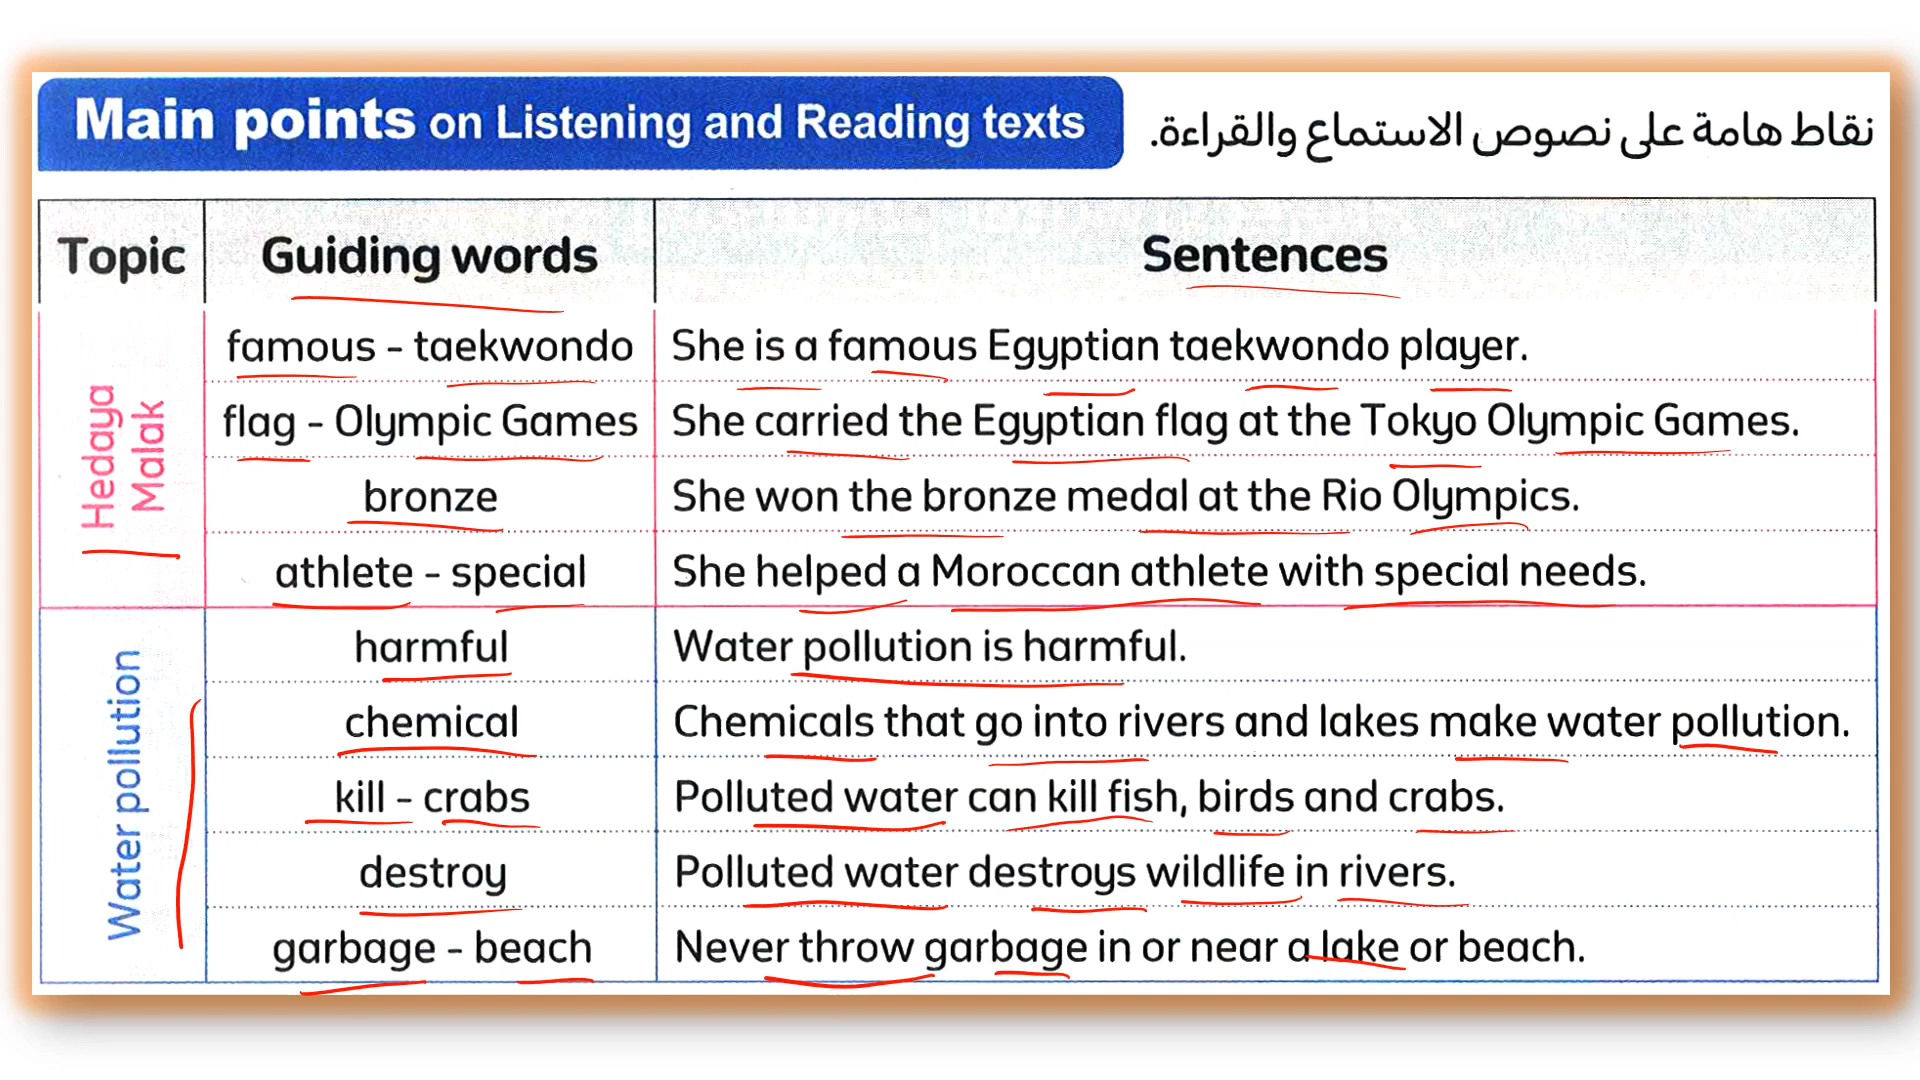 Main points on Listening and Reading texts
نقاط هامة على نصوص الاستماع والقراءة.
Topic Guiding words Sentences
Hedaya
Malak
famous - taekwondo She is a famous Egyptian taekwondo player.
flag - Olympic Games She carried the Egyptian flag at the Tokyo Olympic Games.
bronze She won the bronze medal at the Rio Olympics.
athlete - special She helped a Moroccan athlete with special needs.
Water pollution
harmful Water pollution is harmful.
chemical Chemicals that go into rivers and lakes make water pollution.
kill - crabs Polluted water can kill fish, birds and crabs.
destroy Polluted water destroys wildlife in rivers.
garbage - beach Never throw garbage in or near a lake or beach.